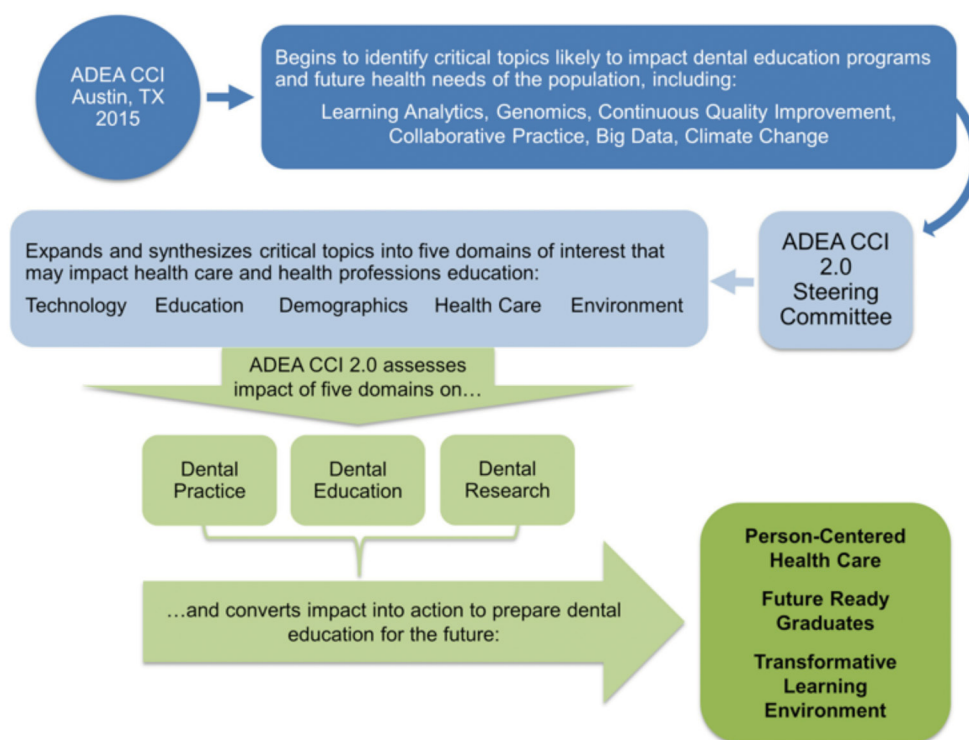 ADEA CCI
Austin, TX
2015
Begins to identify critical topics likely to impact dental education programs
and future health needs of the population, including:
Learning Analytics, Genomics, Continuous Quality Improvement,
Collaborative Practice, Big Data, Climate Change
ADEA CCI
2.0
Steering
Committee
Expands and synthesizes critical topics into five domains of interest that
may impact health care and health professions education:
Technology Education Demographics Health Care Environment
ADEA CCI 2.0 assesses
impact of five domains on…
Dental
Practice
Dental
Education
Dental
Research
…and converts impact into action to prepare dental
education for the future:
Person-Centered
Health Care
Future Ready
Graduates
Transformative
Learning
Environment